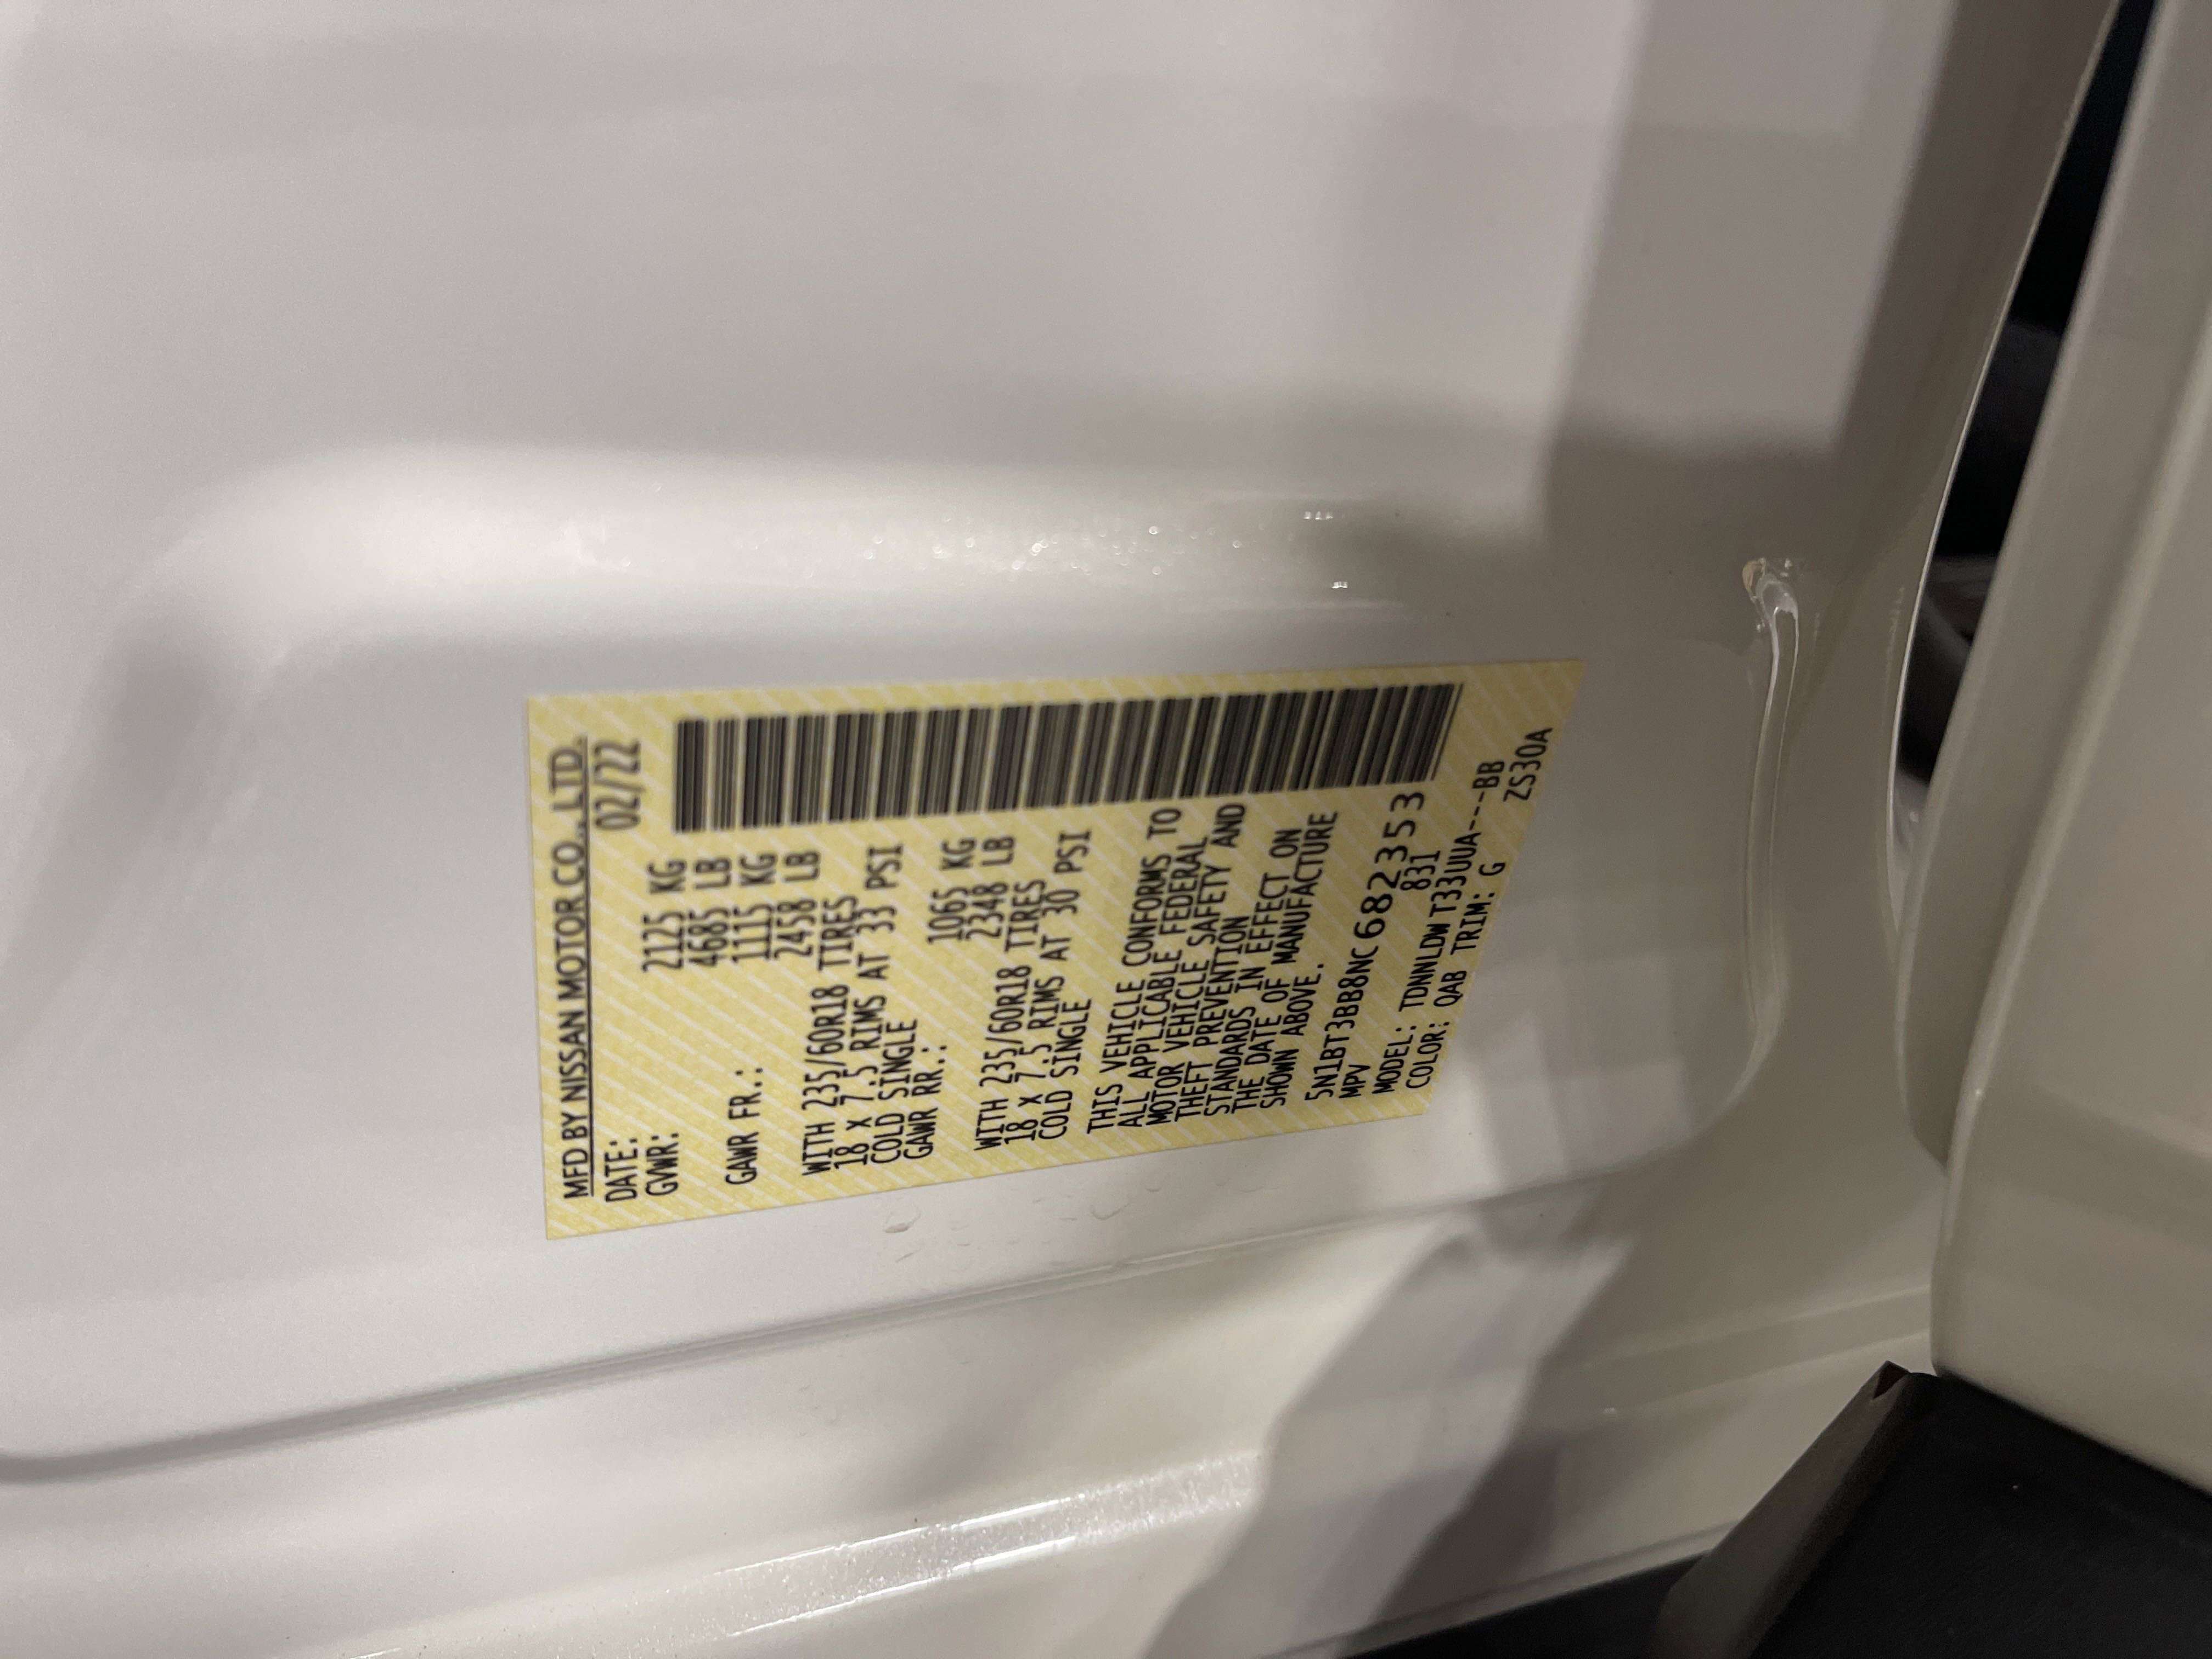 MFD BY NISSAN MOTOR CO., LTD.
DATE: 02/22
GVWR: 2125 KG
4685 LB
GAWR FR.: 1115 KG
2458 LB
WITH 235/60R18 TIRES
18 X 7.5 RIMS AT 33 PSI
COLD SINGLE
GAWR RR.: 1065 KG
2348 LB
WITH 235/60R18 TIRES
18 X 7.5 RIMS AT 30 PSI
COLD SINGLE
THIS VEHICLE CONFORMS TO
ALL APPLICABLE FEDERAL
MOTOR VEHICLE SAFETY AND
THEFT PREVENTION
STANDARDS IN EFFECT ON
THE DATE OF MANUFACTURE
SHOWN ABOVE.
5N1BT3BB8NC682353
MPV 831
MODEL: TDNNLDW T33UUA---BB
COLOR: QAB TRIM: G ZS30A